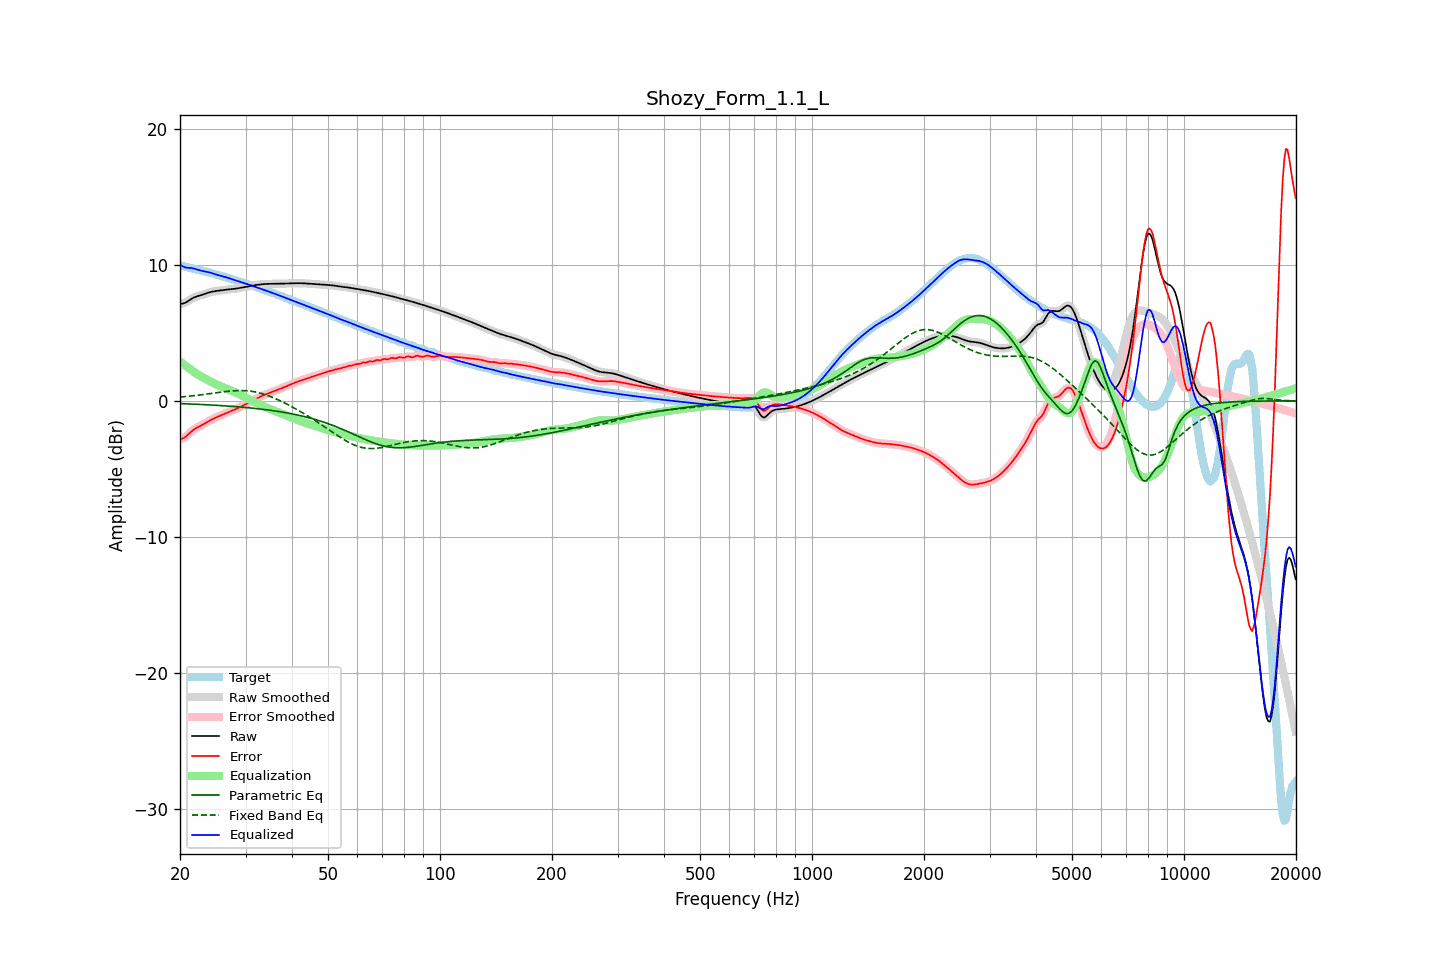 Shozy_Form_1.1_L
Amplitude (dBr)
20
10
0
−10
−20
−30
Target
Raw Smoothed
Error Smoothed
Raw
Error
Equalization
Parametric Eq
Fixed Band Eq
Equalized
20 50 100 200 500 1000 2000 5000 10000 20000
Frequency (Hz)